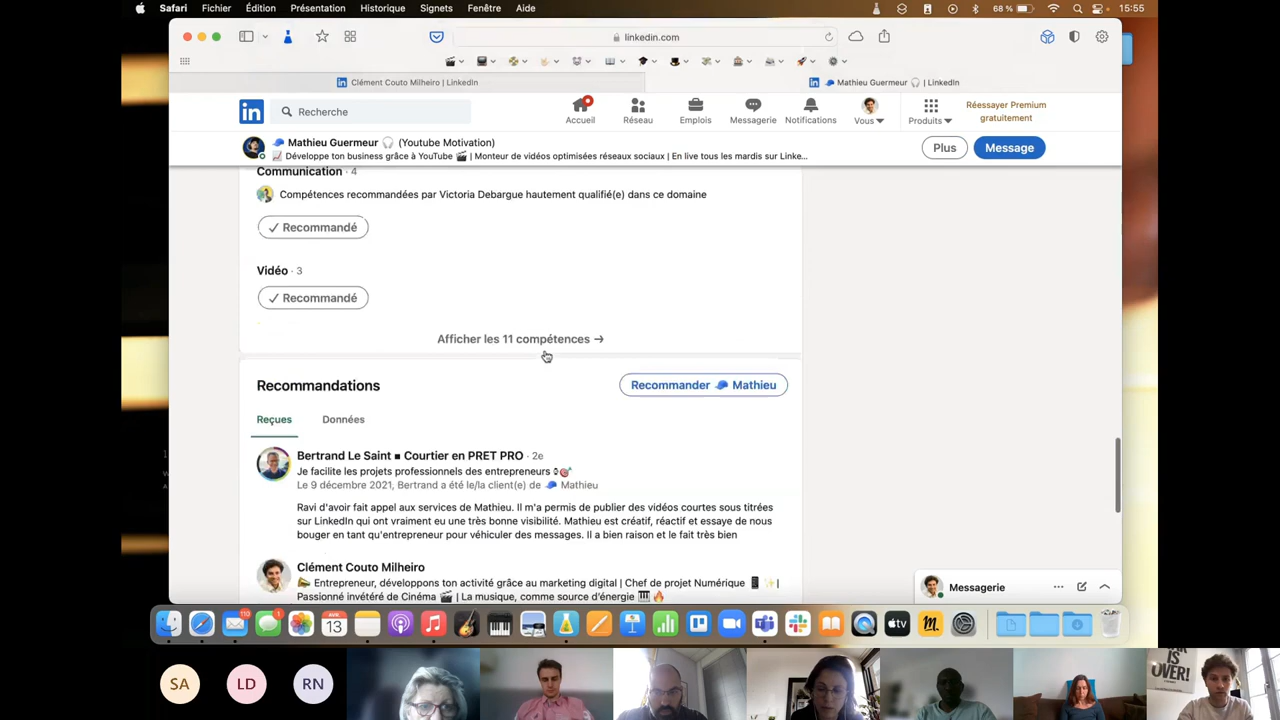 Safari Fichier Édition Présentation Historique Signets Fenêtre Aide 68 % 15:55
linkedin.com
Clément Couto Milheiro | LinkedIn
Mathieu Guermeur | LinkedIn
in Recherche
Accueil Réseau Emplois Messagerie Notifications Vous Produits
Réessayer Premium
gratuitement
Mathieu Guermeur (Youtube Motivation)
Développe ton business grâce à YouTube | Monteur de vidéos optimisées réseaux sociaux | En live tous les mardis sur Linke...
Plus Message
Communication · 4
Compétences recommandées par Victoria Debargue hautement qualifié(e) dans ce domaine
✓ Recommandé
Vidéo · 3
✓ Recommandé
Afficher les 11 compétences →
Recommandations
Recommander Mathieu
Reçues Données
Bertrand Le Saint ■ Courtier en PRET PRO · 2e
Je facilite les projets professionnels des entrepreneurs
Le 9 décembre 2021, Bertrand a été le/la client(e) de Mathieu
Ravi d'avoir fait appel aux services de Mathieu. Il m'a permis de publier des vidéos courtes sous titrées
sur LinkedIn qui ont vraiment eu une très bonne visibilité. Mathieu est créatif, réactif et essaye de nous
bouger en tant qu'entrepreneur pour véhiculer des messages. Il a bien raison et le fait très bien
Clément Couto Milheiro
Entrepreneur, développons ton activité grâce au marketing digital | Chef de projet Numérique |
Passionné invétéré de Cinéma | La musique, comme source d'énergie
Messagerie
110
1
AVR.
13
tv
SA LD RN
IS
OVER!